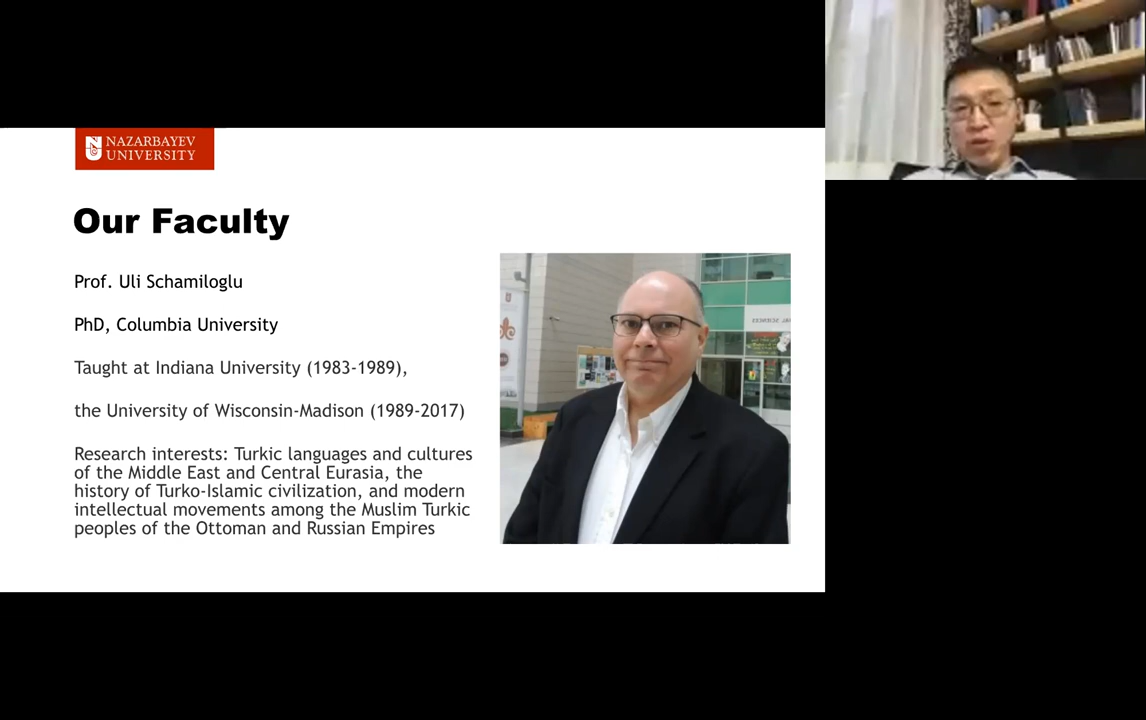 NAZARBAYEV
UNIVERSITY
Our Faculty
Prof. Uli Schamiloglu
PhD, Columbia University
Taught at Indiana University (1983-1989),
the University of Wisconsin-Madison (1989-2017)
Research interests: Turkic languages and cultures
of the Middle East and Central Eurasia, the
history of Turko-Islamic civilization, and modern
intellectual movements among the Muslim Turkic
peoples of the Ottoman and Russian Empires